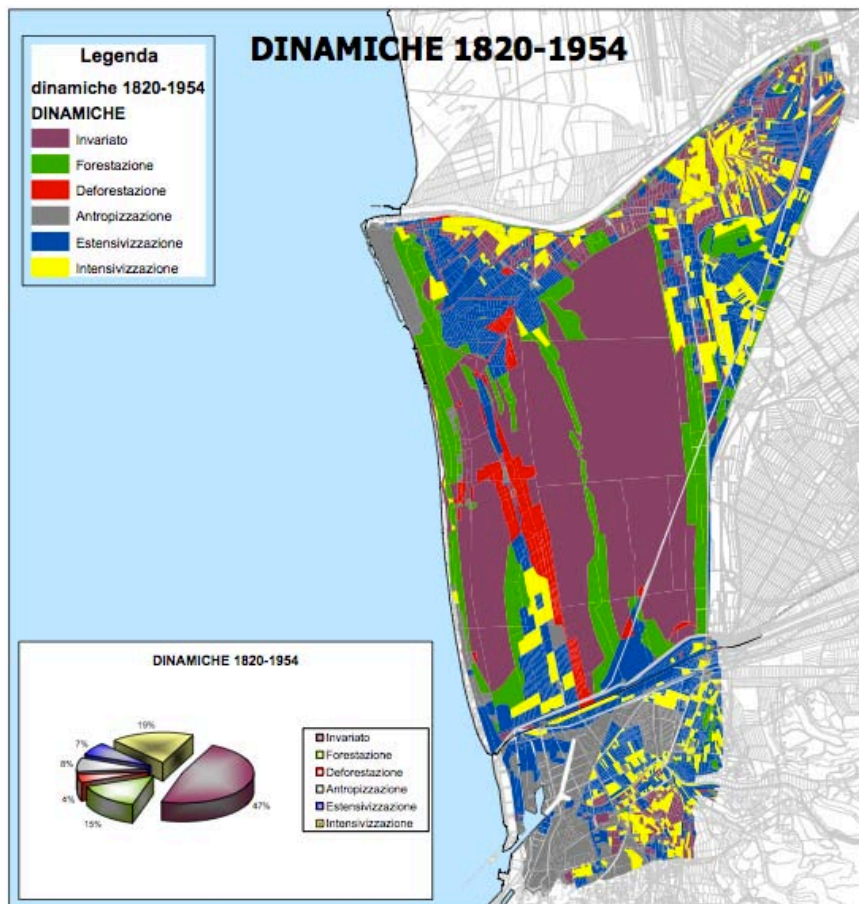 DINAMICHE 1820-1954
Legenda
dinamiche 1820-1954
DINAMICHE
Invariato
Forestazione
Deforestazione
Antropizzazione
Estensivizzazione
Intensivizzazione
DINAMICHE 1820-1954
19%
7%
8%
4%
15%
47%
Invariato
Forestazione
Deforestazione
Antropizzazione
Estensivizzazione
Intensivizzazione